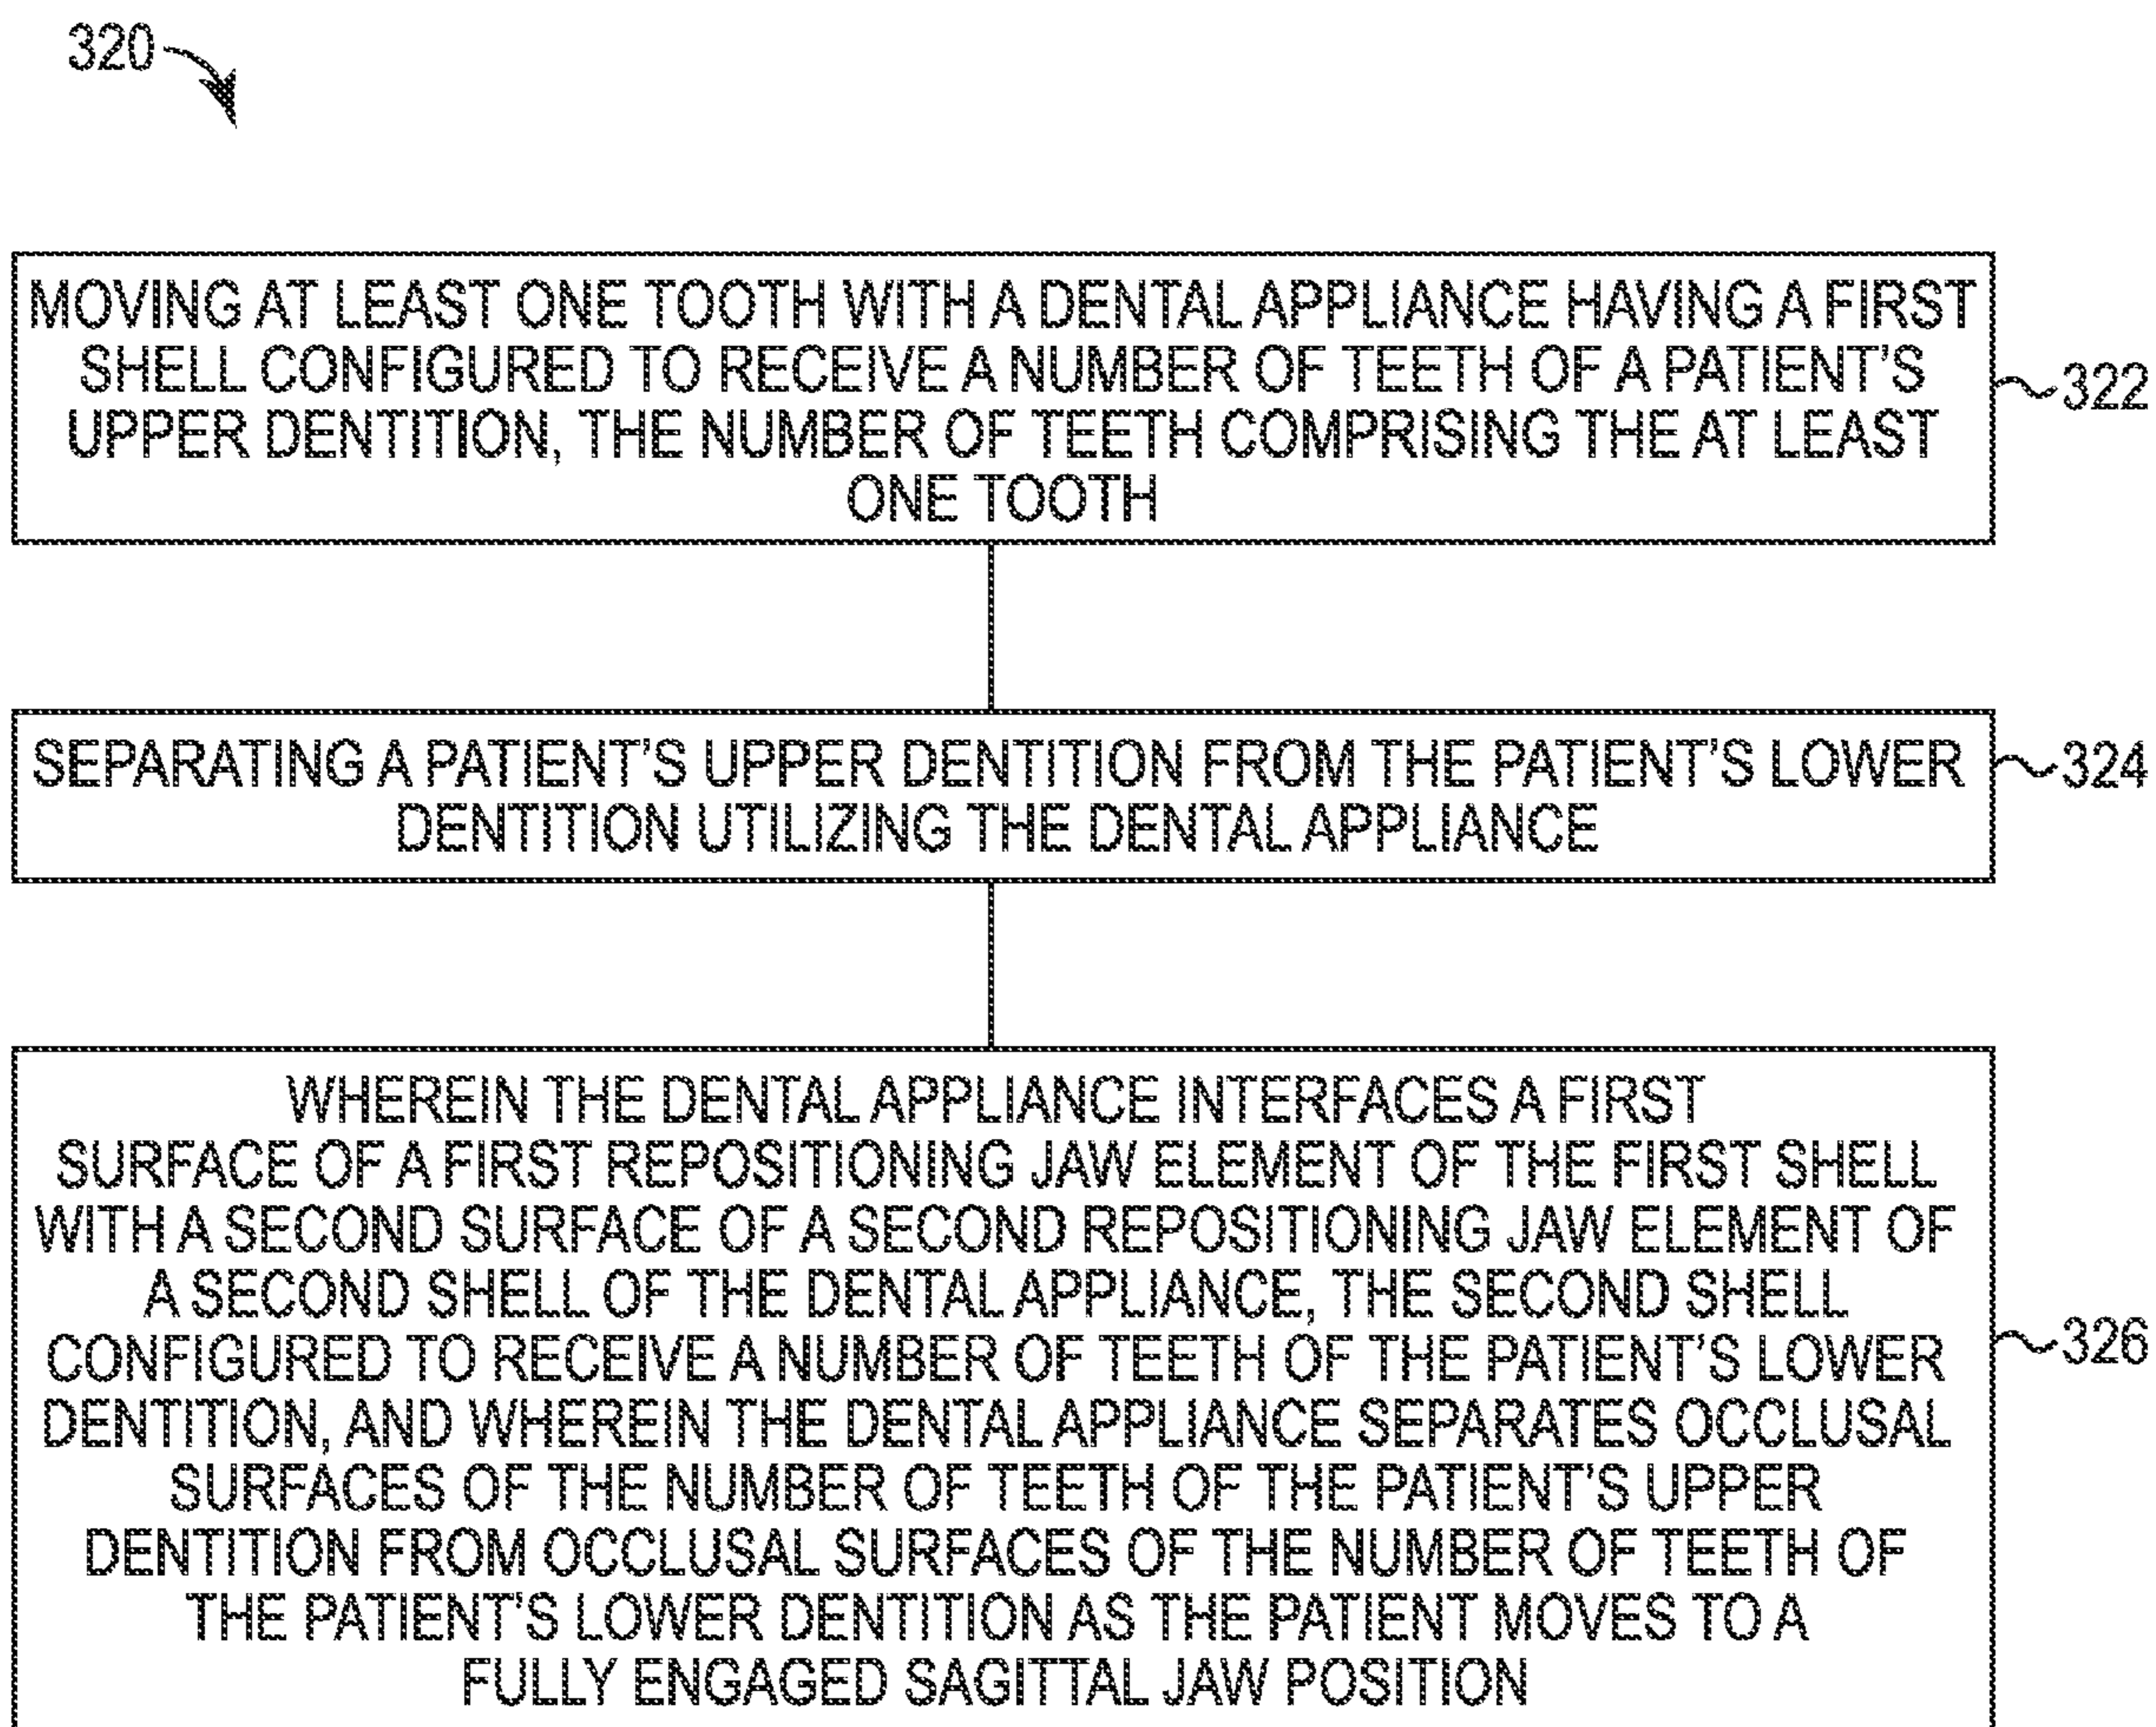 320
MOVING AT LEAST ONE TOOTH WITH A DENTAL APPLIANCE HAVING A FIRST
SHELL CONFIGURED TO RECEIVE A NUMBER OF TEETH OF A PATIENT'S
UPPER DENTITION, THE NUMBER OF TEETH COMPRISING THE AT LEAST
ONE TOOTH
322
SEPARATING A PATIENT'S UPPER DENTITION FROM THE PATIENT'S LOWER
DENTITION UTILIZING THE DENTAL APPLIANCE
324
WHEREIN THE DENTAL APPLIANCE INTERFACES A FIRST
SURFACE OF A FIRST REPOSITIONING JAW ELEMENT OF THE FIRST SHELL
WITH A SECOND SURFACE OF A SECOND REPOSITIONING JAW ELEMENT OF
A SECOND SHELL OF THE DENTAL APPLIANCE, THE SECOND SHELL
CONFIGURED TO RECEIVE A NUMBER OF TEETH OF THE PATIENT'S LOWER
DENTITION, AND WHEREIN THE DENTAL APPLIANCE SEPARATES OCCLUSAL
SURFACES OF THE NUMBER OF TEETH OF THE PATIENT'S UPPER
DENTITION FROM OCCLUSAL SURFACES OF THE NUMBER OF TEETH OF
THE PATIENT'S LOWER DENTITION AS THE PATIENT MOVES TO A
FULLY ENGAGED SAGITTAL JAW POSITION
326